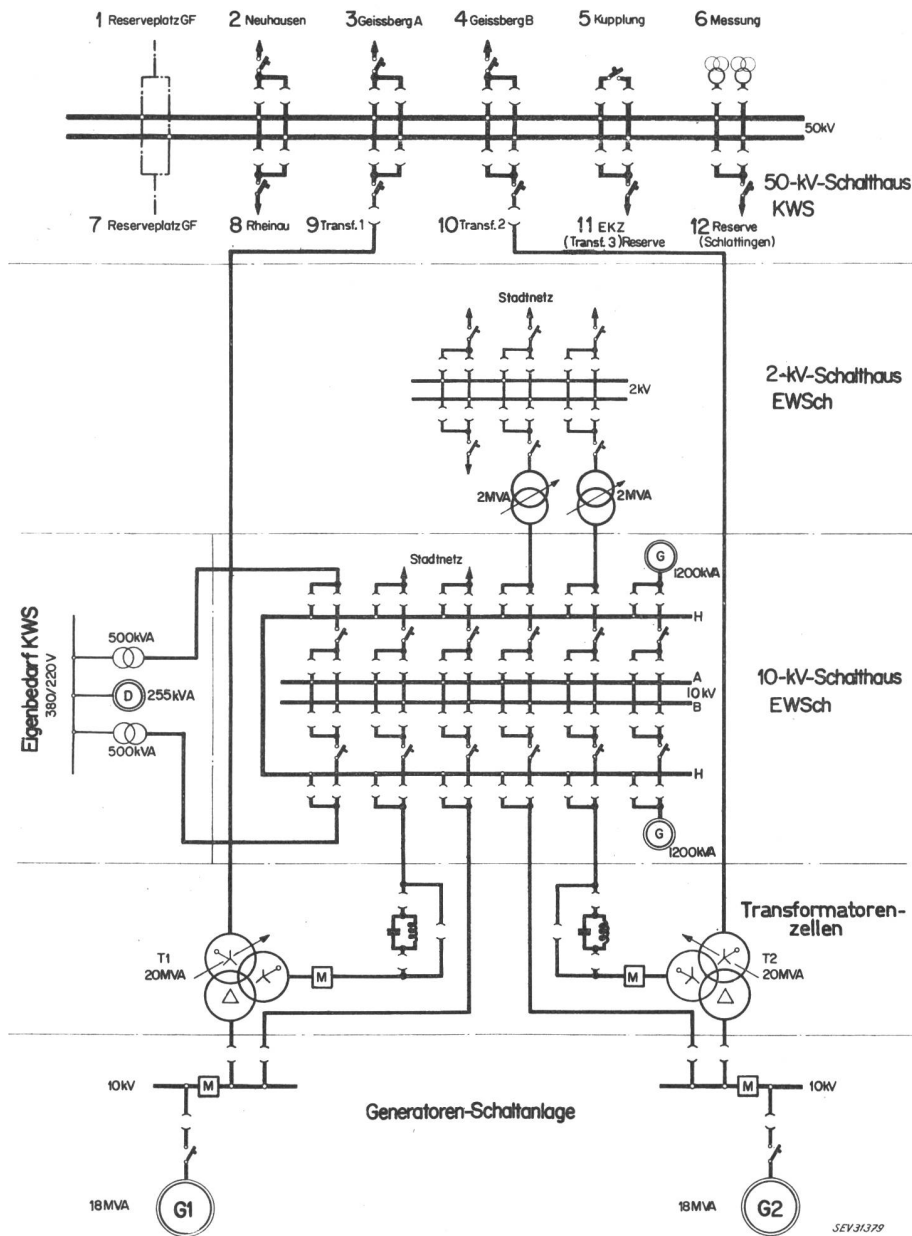 1 Reserveplatz GF
2 Neuhausen
3 Geissberg A
4 Geissberg B
5 Kupplung
6 Messung
50kV
50-kV-Schalthaus
KWS
7 Reserveplatz GF
8 Rheinau
9 Transf. 1
10 Transf. 2
11 EKZ
(Transf. 3) Reserve
12 Reserve
(Schlattingen)
Stadtnetz
2kV
2-kV-Schalthaus
EWSch
2MVA
2MVA
Stadtnetz
G
1200kVA
H
Eigenbedarf KWS
380/220 V
500kVA
D
255kVA
500kVA
A
10 kV
B
10-kV-Schalthaus
EWSch
H
G
1200kVA
Transformatoren-
zellen
T1
20MVA
M
M
T2
20MVA
10kV
M
M
10kV
Generatoren-Schaltanlage
18MVA
G1
18MVA
G2
SEV31379